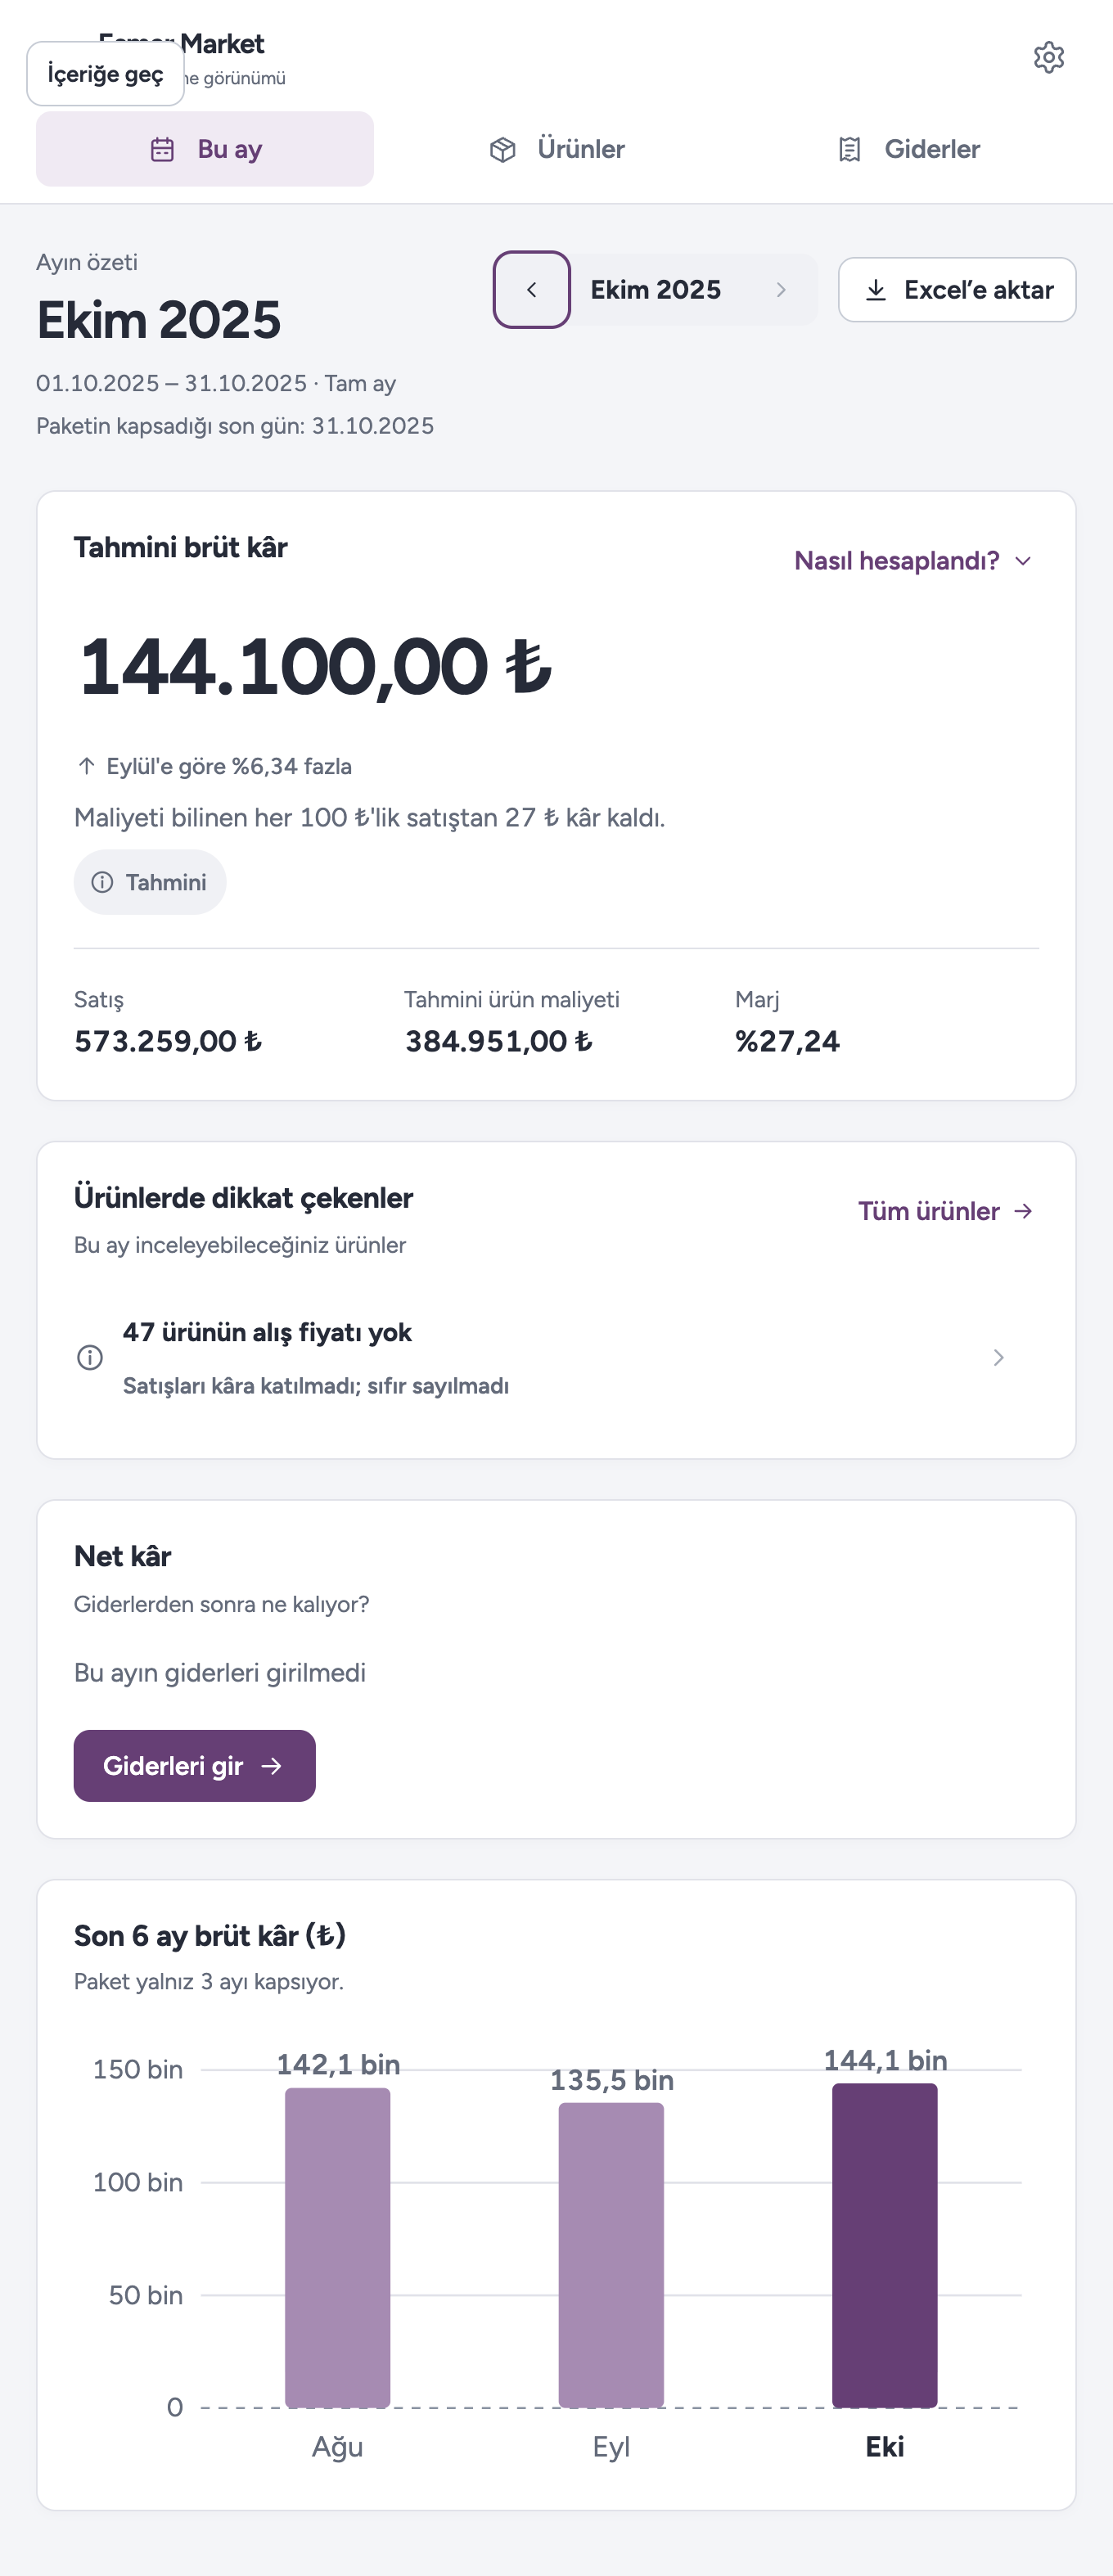 Market
İçeriğe geç
görünümü
Bu ay
Ürünler
Giderler
Ayın özeti
Ekim 2025
01.10.2025 – 31.10.2025 · Tam ay
Paketin kapsadığı son gün: 31.10.2025
Ekim 2025
Excel’e aktar
Tahmini brüt kâr
Nasıl hesaplandı?
144.100,00 ₺
Eylül'e göre %6,34 fazla
Maliyeti bilinen her 100 ₺'lik satıştan 27 ₺ kâr kaldı.
Tahmini
Satış
573.259,00 ₺
Tahmini ürün maliyeti
384.951,00 ₺
Marj
%27,24
Ürünlerde dikkat çekenler
Tüm ürünler
Bu ay inceleyebileceğiniz ürünler
47 ürünün alış fiyatı yok
Satışları kâra katılmadı; sıfır sayılmadı
Net kâr
Giderlerden sonra ne kalıyor?
Bu ayın giderleri girilmedi
Giderleri gir
Son 6 ay brüt kâr (₺)
Paket yalnız 3 ayı kapsıyor.
150 bin
142,1 bin
135,5 bin
144,1 bin
100 bin
50 bin
0
Ağu
Eyl
Eki